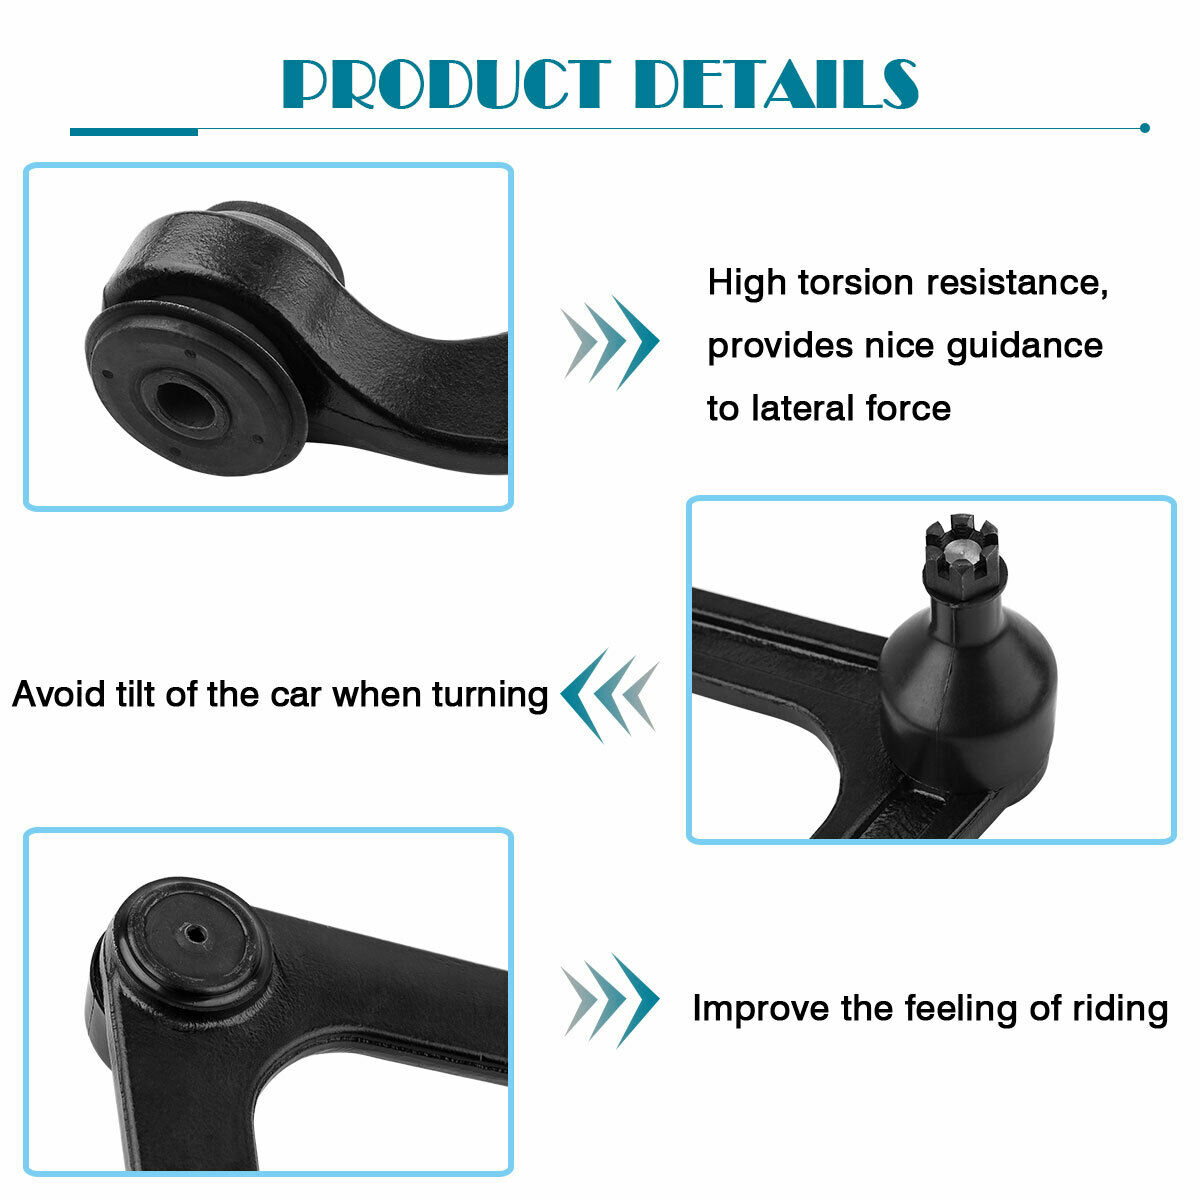 PRODUCT DETAILS
High torsion resistance,
provides nice guidance
to lateral force
Avoid tilt of the car when turning
Improve the feeling of riding